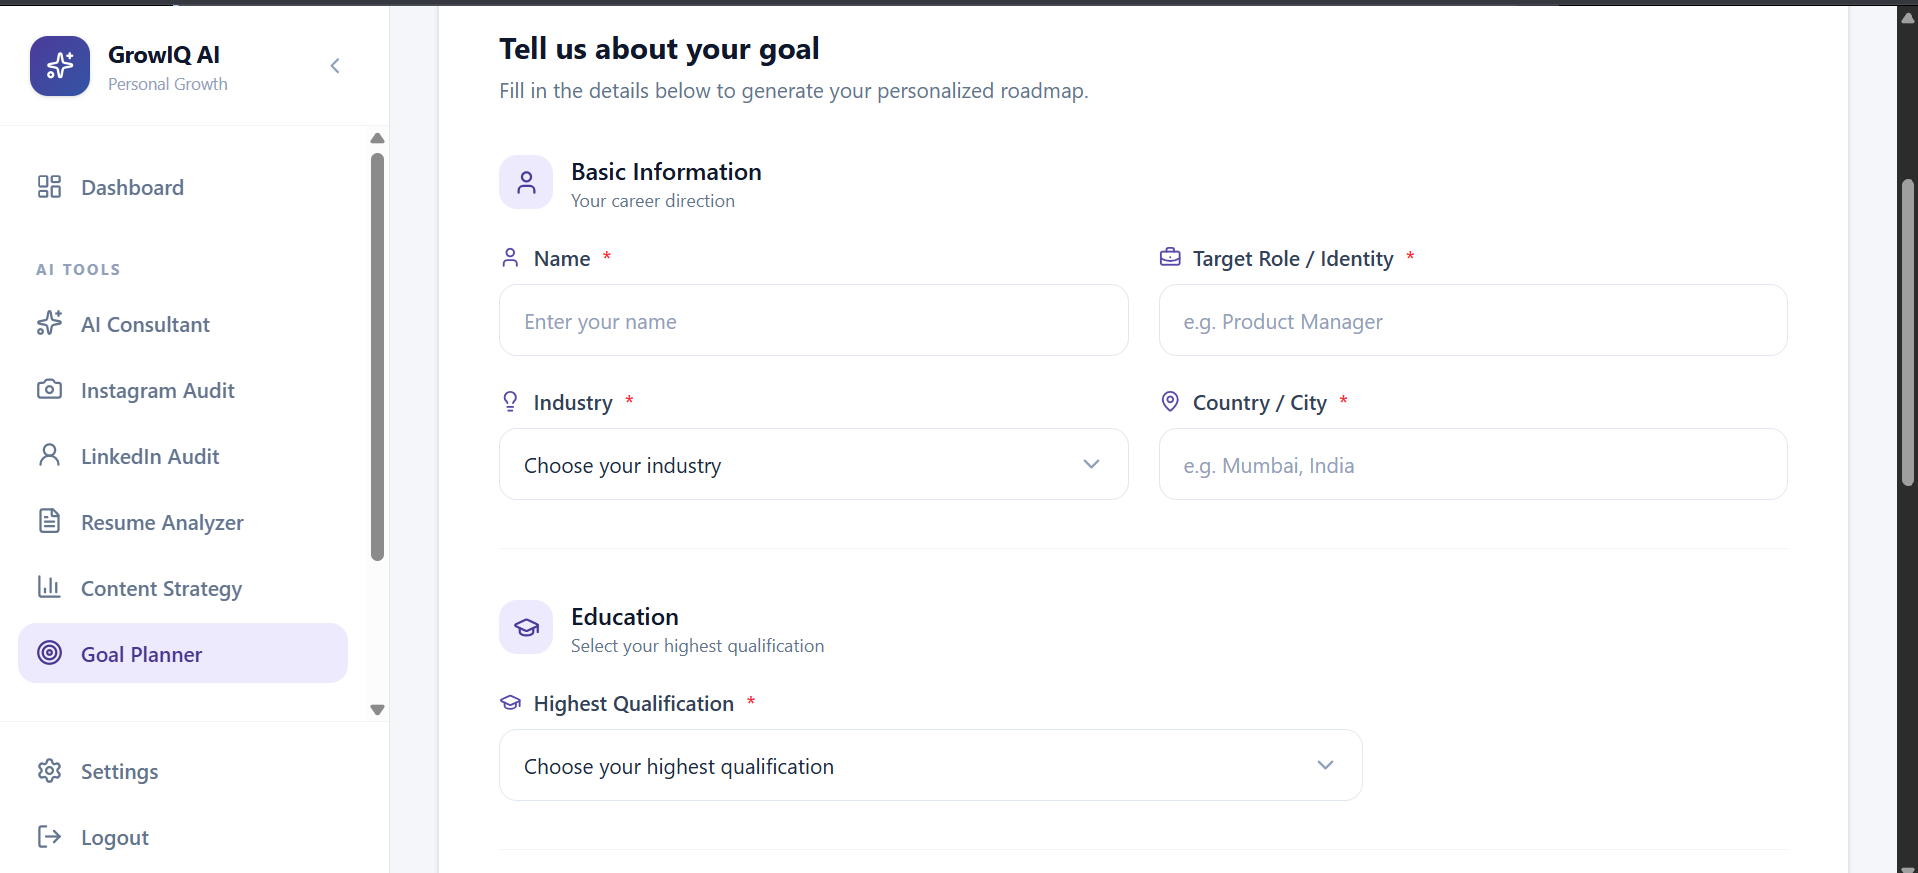 GrowIQ AI
Personal Growth
Dashboard
AI TOOLS
AI Consultant
Instagram Audit
LinkedIn Audit
Resume Analyzer
Content Strategy
Goal Planner
Settings
Logout
Tell us about your goal
Fill in the details below to generate your personalized roadmap.
Basic Information
Your career direction
Name *
Enter your name
Target Role / Identity *
e.g. Product Manager
Industry *
Choose your industry
Country / City *
e.g. Mumbai, India
Education
Select your highest qualification
Highest Qualification *
Choose your highest qualification